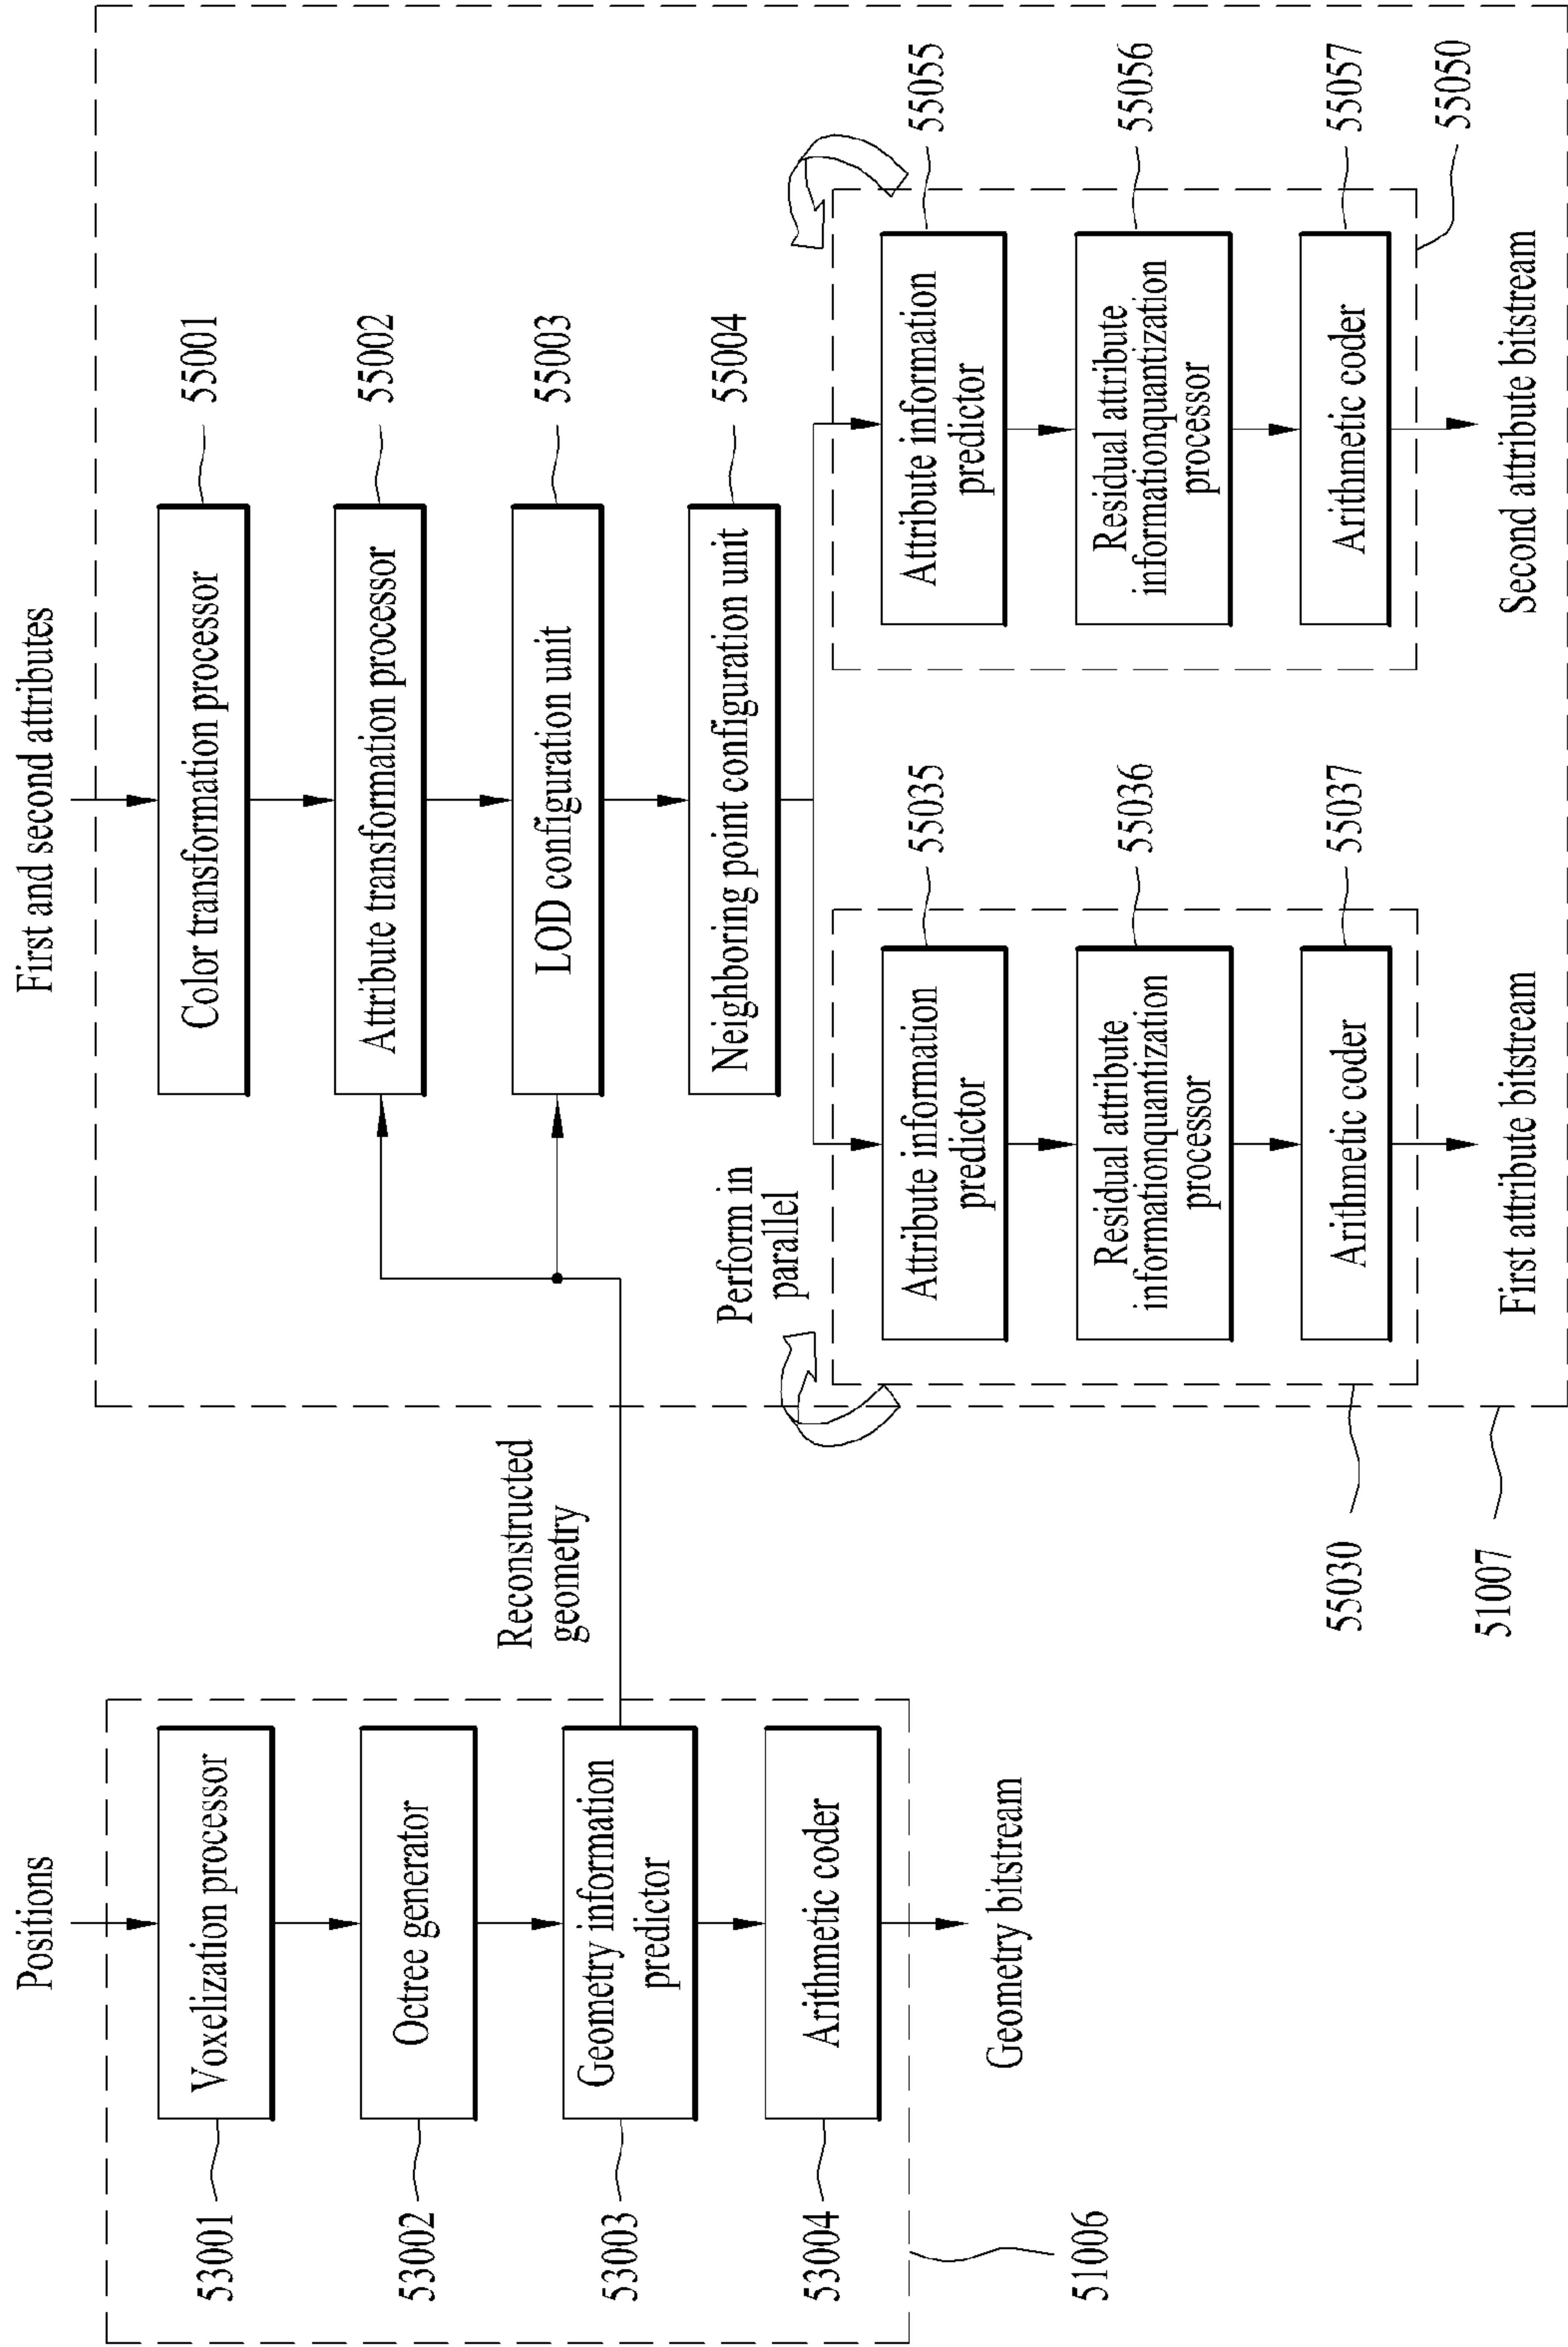 Positions
53001
Voxelization processor
53002
Octree generator
53003
Geometry information
predictor
53004
Arithmetic coder
51006
Geometry bitstream
Reconstructed
geometry
First and second attributes
Color transformation processor
55001
Attribute transformation processor
55002
LOD configuration unit
55003
Neighboring point configuration unit
55004
Perform in
parallel
Attribute information
predictor
55035
Residual attribute
informationquantization
processor
55036
Arithmetic coder
55037
55030
51007
First attribute bitstream
Attribute information
predictor
55055
Residual attribute
informationquantization
processor
55056
Arithmetic coder
55057
55050
Second attribute bitstream